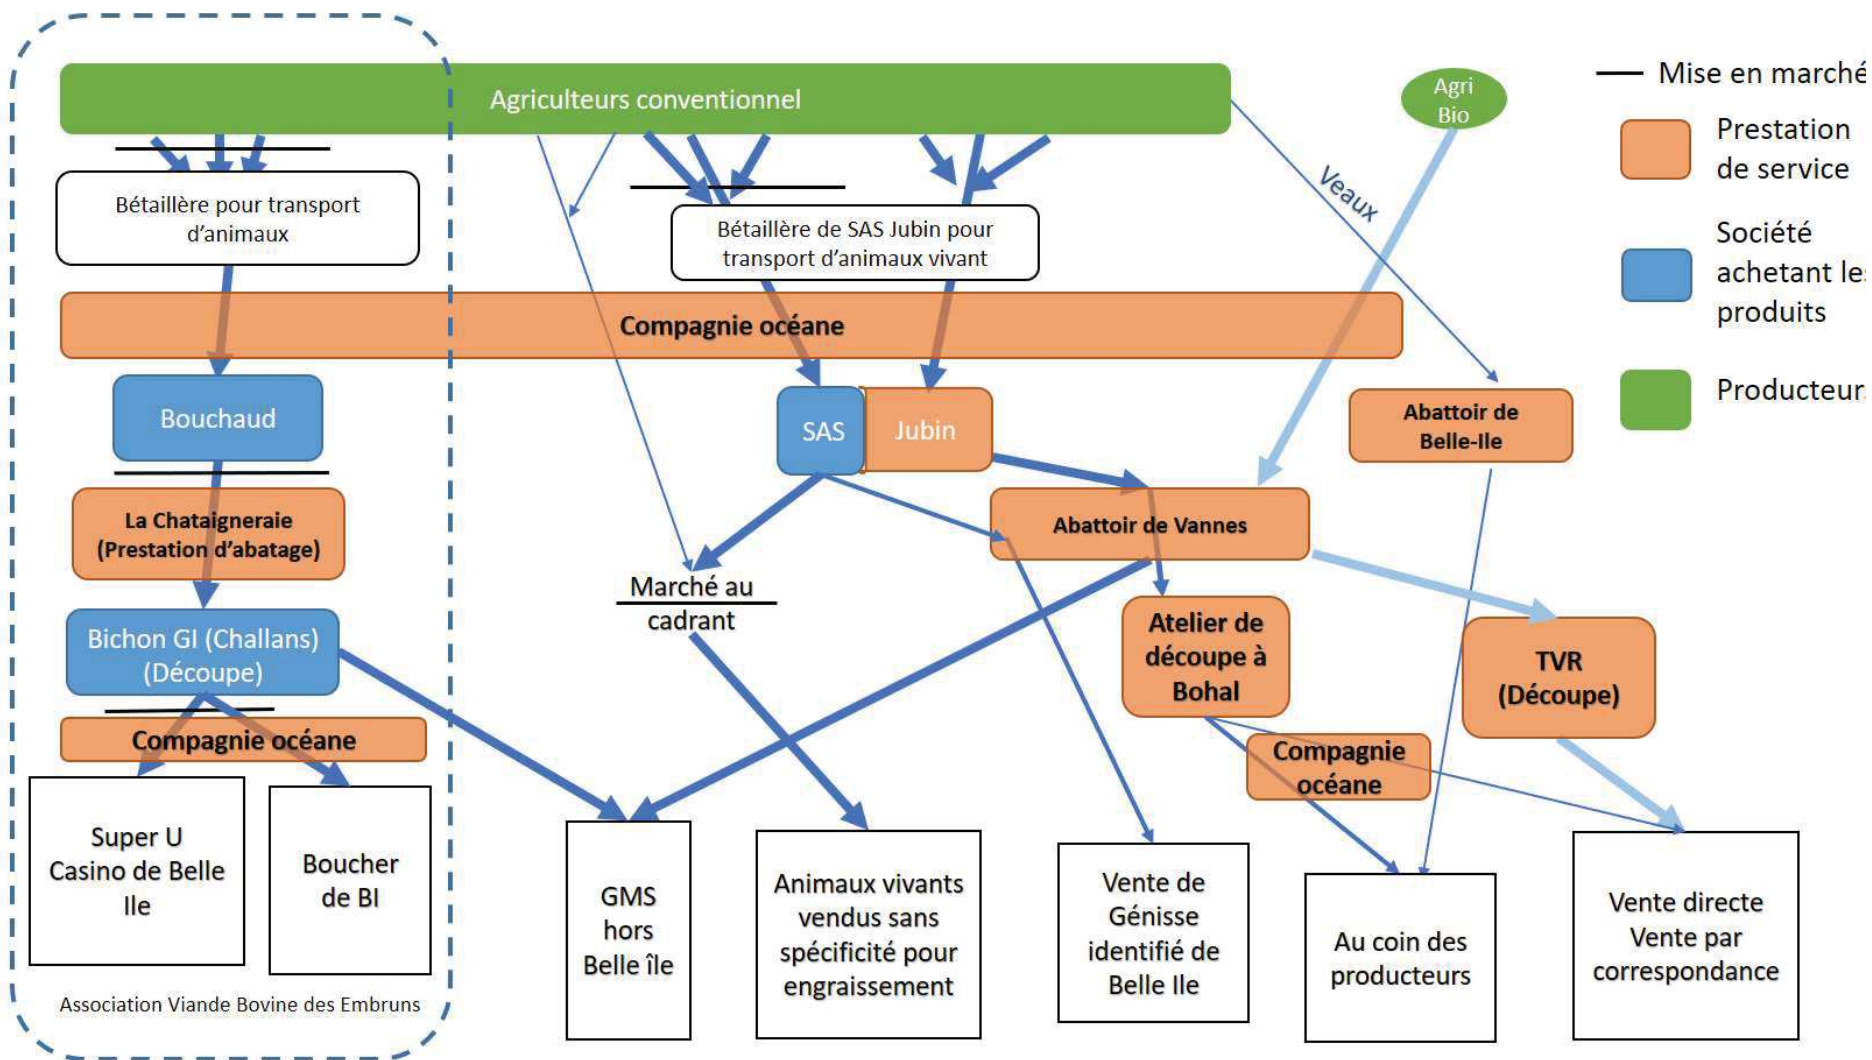 Agriculteurs conventionnel
Agri
Bio
Mise en marché
Prestation
de service
Société
achetant les
produits
Producteurs
Veaux
Bétaillère pour transport
d'animaux
Bétaillère de SAS Jubin pour
transport d'animaux vivant
Compagnie océane
Bouchaud
SAS
Jubin
Abattoir de
Belle-Ile
La Chataigneraie
(Prestation d'abatage)
Abattoir de Vannes
Marché au
cadrant
Bichon GI (Challans)
(Découpe)
Atelier de
découpe à
Bohal
TVR
(Découpe)
Compagnie océane
Compagnie
océane
Super U
Casino de Belle
Ile
Boucher
de BI
GMS
hors
Belle île
Animaux vivants
vendus sans
spécificité pour
engraissement
Vente de
Génisse
identifié de
Belle Ile
Au coin des
producteurs
Vente directe
Vente par
correspondance
Association Viande Bovine des Embruns